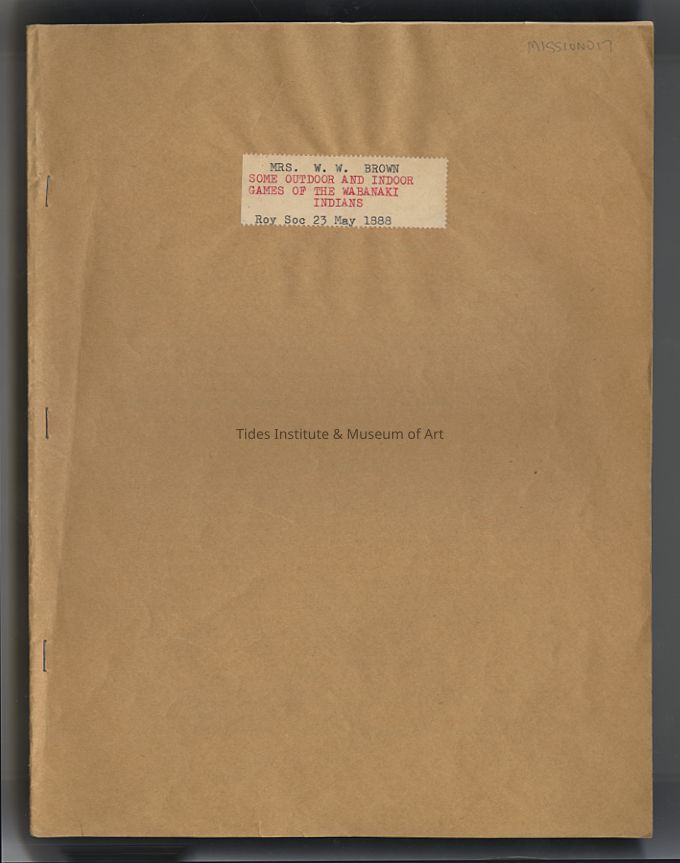 MISSION017
MRS. W. W. BROWN
SOME OUTDOOR AND INDOOR
GAMES OF THE WABANAKI
INDIANS
Roy Soc 23 May 1888
Tides Institute & Museum of Art